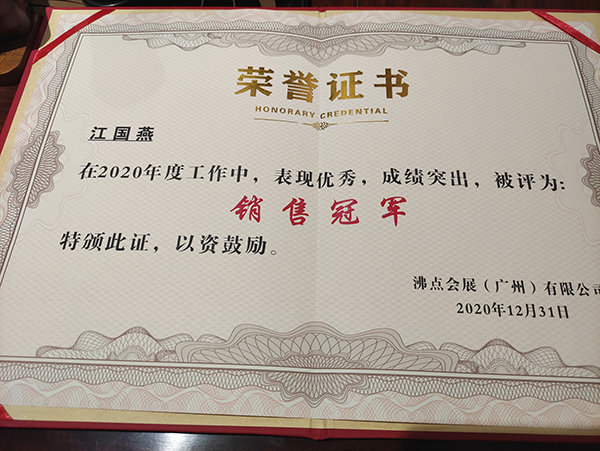 荣誉证书
HONORARY CREDENTIAL
江国燕
在2020年度工作中，表现优秀，成绩突出，被评为：
销售冠军
特颁此证，以资鼓励。
沸点会展（广州）有限公司
2020年12月31日